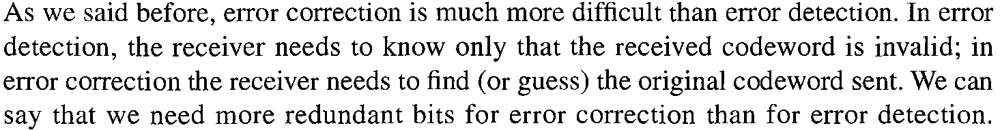 As we said before, error correction is much more difficult than error detection. In error
detection, the receiver needs to know only that the received codeword is invalid; in
error correction the receiver needs to find (or guess) the original codeword sent. We can
say that we need more redundant bits for error correction than for error detection.